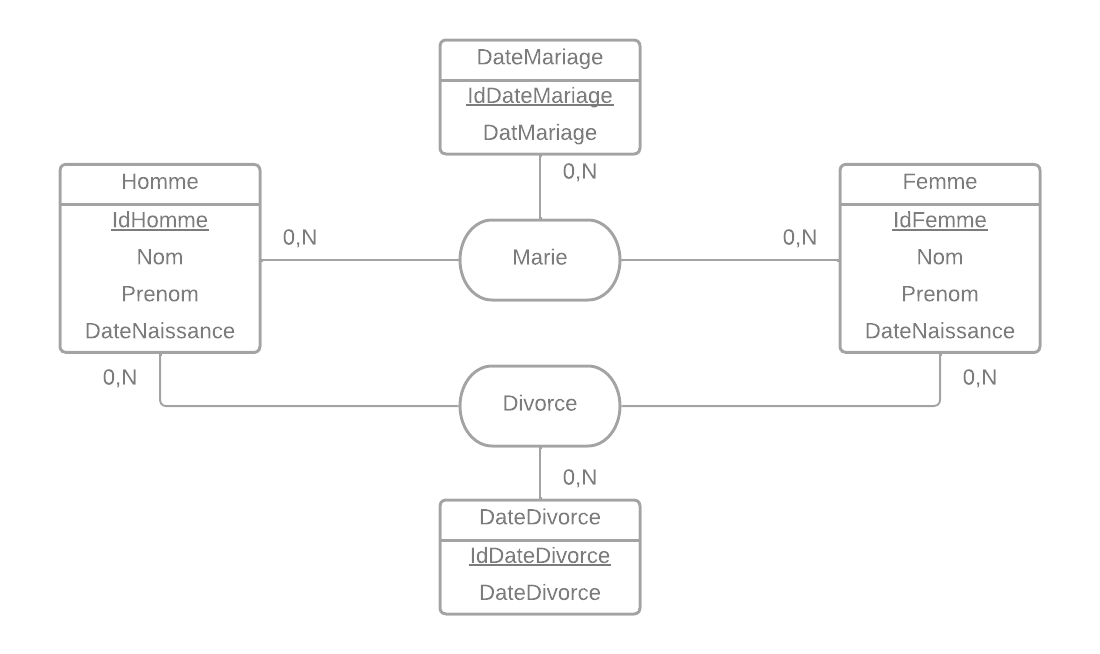 DateMariage
IdDateMariage
DatMariage
0,N
Homme
IdHomme
Nom
Prenom
DateNaissance
0,N
Marie
0,N
Femme
IdFemme
Nom
Prenom
DateNaissance
0,N
Divorce
0,N
0,N
DateDivorce
IdDateDivorce
DateDivorce